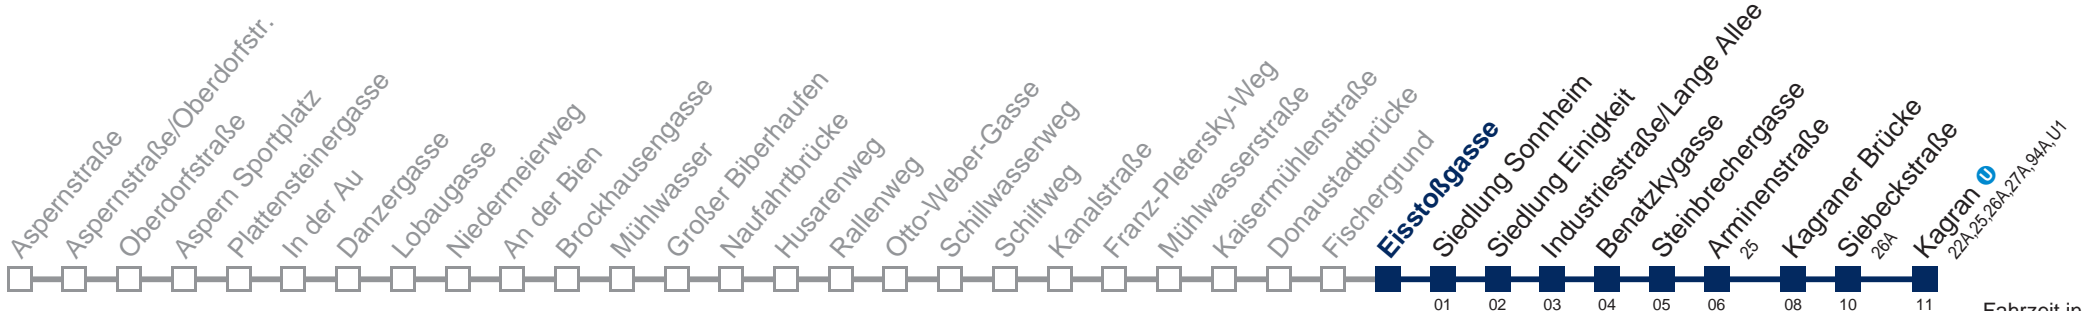 Aspernstraße
Aspernstraße/Oberdorfstr.
Oberdorfstraße
Aspern Sportplatz
Plattensteinergasse
In der Au
Danzergasse
Lobaugasse
Niedermeierweg
An der Bien
Brockhausengasse
Mühlwasser
Großer Biberhaufen
Naufahrtbrücke
Husarenweg
Rallenweg
Otto-Weber-Gasse
Schillwasserweg
Schilfweg
Kanalstraße
Franz-Pletersky-Weg
Mühlwasserstraße
Kaisermühlenstraße
Donaustadtbrücke
Fischergrund
Eisstoßgasse
Siedlung Sonnheim
Siedlung Einigkeit
Industriestraße/Lange Allee
Benatzkygasse
Steinbrechergasse
Arminenstraße
25
Kagraner Brücke
Siebeckstraße
26A
Kagran U
22A,25,26A,27A,94A,U1
01 02 03 04 05 06 08 10 11
Fahrzeit in